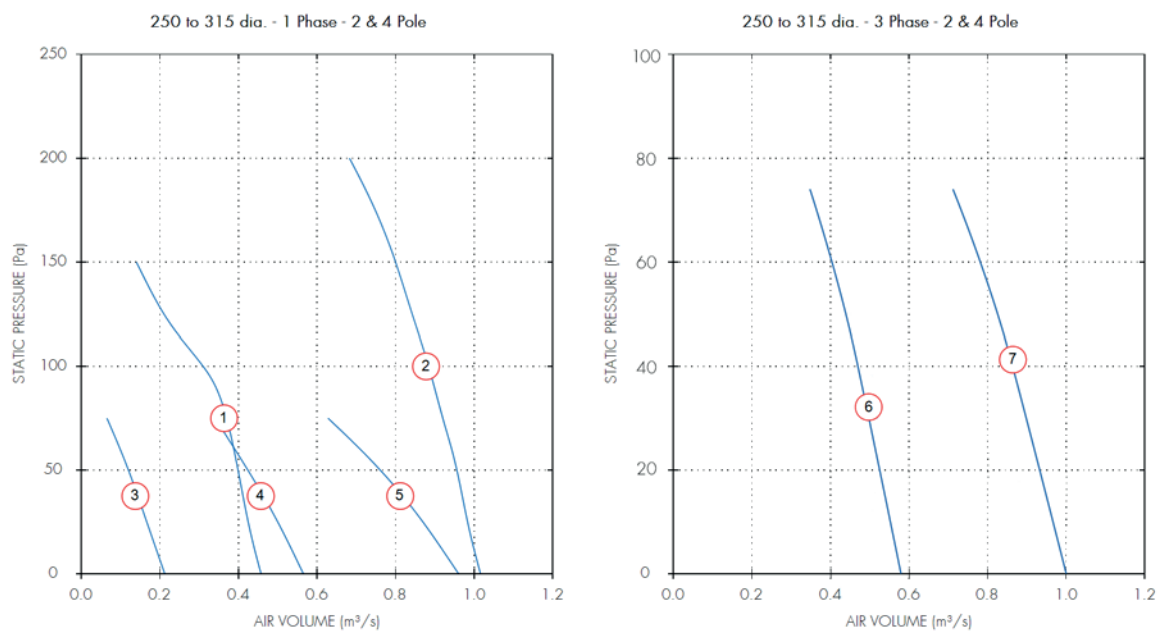 250 to 315 dia. - 1 Phase - 2 & 4 Pole
250
200
150
100
50
0
STATIC PRESSURE (Pa)
1
2
3
4
5
0.0 0.2 0.4 0.6 0.8 1.0 1.2
AIR VOLUME (m³/s)
250 to 315 dia. - 3 Phase - 2 & 4 Pole
100
80
60
40
20
0
STATIC PRESSURE (Pa)
6
7
0.0 0.2 0.4 0.6 0.8 1.0 1.2
AIR VOLUME (m³/s)